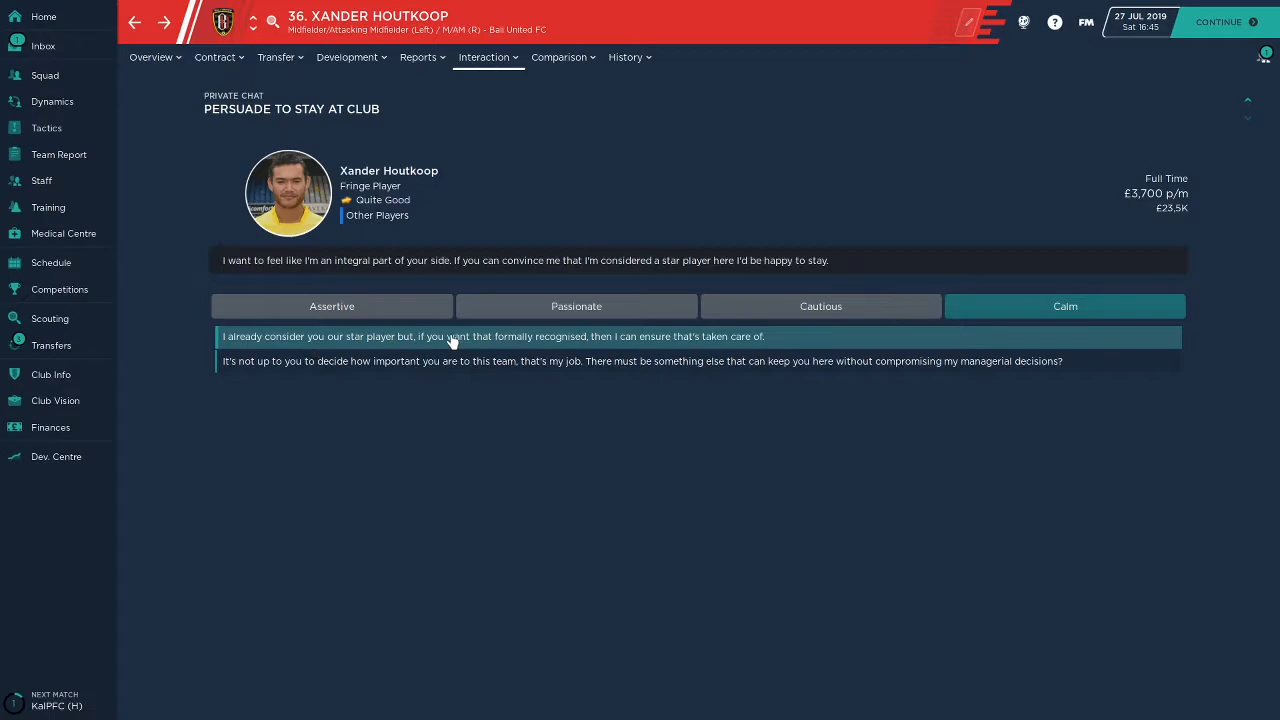 Home
36. XANDER HOUTKOOP
Midfielder/Attacking Midfielder (Left) / M/AM (R) - Bali United FC
?
FM
27 JUL 2019
Sat 16:45
CONTINUE
1
Inbox
Squad
Dynamics
Tactics
Team Report
Staff
Training
Medical Centre
Schedule
Competitions
Scouting
3
Transfers
Club Info
Club Vision
Finances
Dev. Centre
1
NEXT MATCH
KalPFC (H)
Overview
Contract
Transfer
Development
Reports
Interaction
Comparison
History
1
PRIVATE CHAT
PERSUADE TO STAY AT CLUB
Xander Houtkoop
Fringe Player
Quite Good
Other Players
Full Time
£3,700 p/m
£23,5K
I want to feel like I'm an integral part of your side. If you can convince me that I'm considered a star player here I'd be happy to stay.
Assertive
Passionate
Cautious
Calm
I already consider you our star player but, if you want that formally recognised, then I can ensure that's taken care of.
It's not up to you to decide how important you are to this team, that's my job. There must be something else that can keep you here without compromising my managerial decisions?